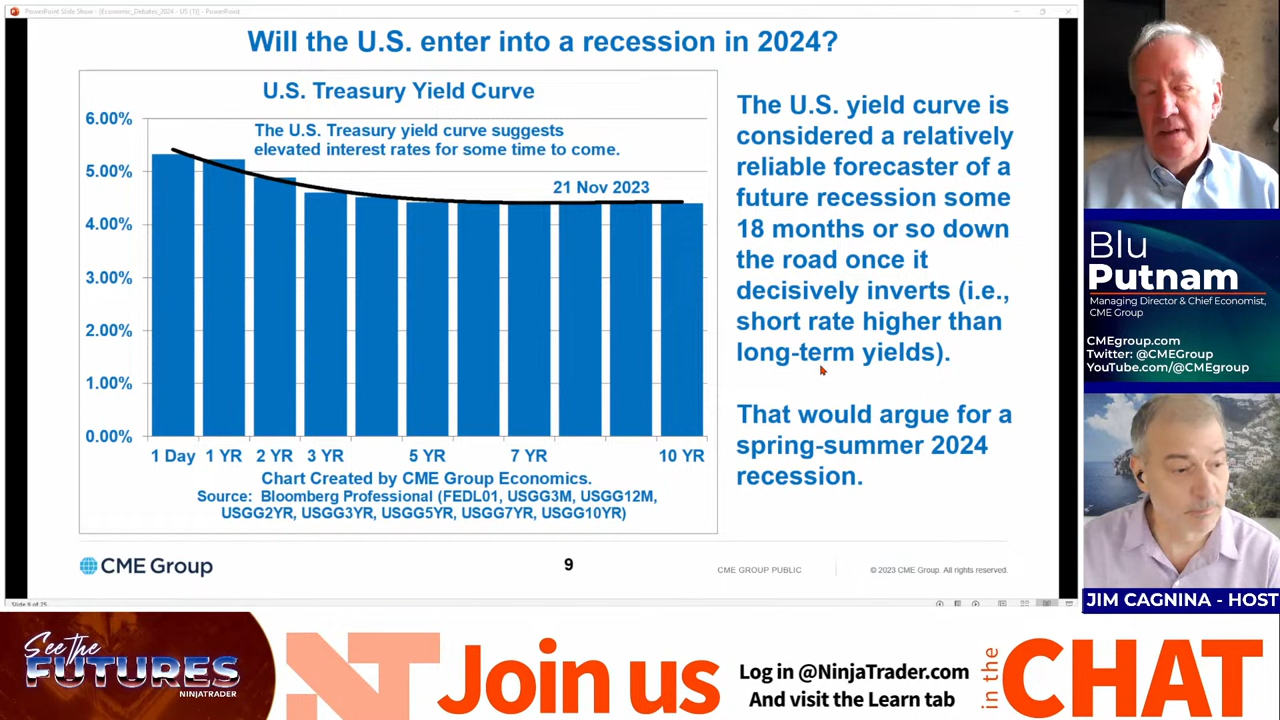 PowerPoint Slide Show - [Economic_Debates_2024 - US (1)] - PowerPoint
Will the U.S. enter into a recession in 2024?
U.S. Treasury Yield Curve
6.00%
5.00%
4.00%
3.00%
2.00%
1.00%
0.00%
The U.S. Treasury yield curve suggests
elevated interest rates for some time to come.
21 Nov 2023
1 Day 1 YR 2 YR 3 YR 5 YR 7 YR 10 YR
Chart Created by CME Group Economics.
Source: Bloomberg Professional (FEDL01, USGG3M, USGG12M,
USGG2YR, USGG3YR, USGG5YR, USGG7YR, USGG10YR)
The U.S. yield curve is
considered a relatively
reliable forecaster of a
future recession some
18 months or so down
the road once it
decisively inverts (i.e.,
short rate higher than
long-term yields).
That would argue for a
spring-summer 2024
recession.
CME Group
9
CME GROUP PUBLIC
© 2023 CME Group. All rights reserved.
Blu
Putnam
Managing Director & Chief Economist,
CME Group
CMEgroup.com
Twitter: @CMEGroup
YouTube.com/@CMEgroup
JIM CAGNINA - HOST
See the
FUTURES
NINJATRADER
NT
Join us
Log in @NinjaTrader.com
And visit the Learn tab
in the
CHAT